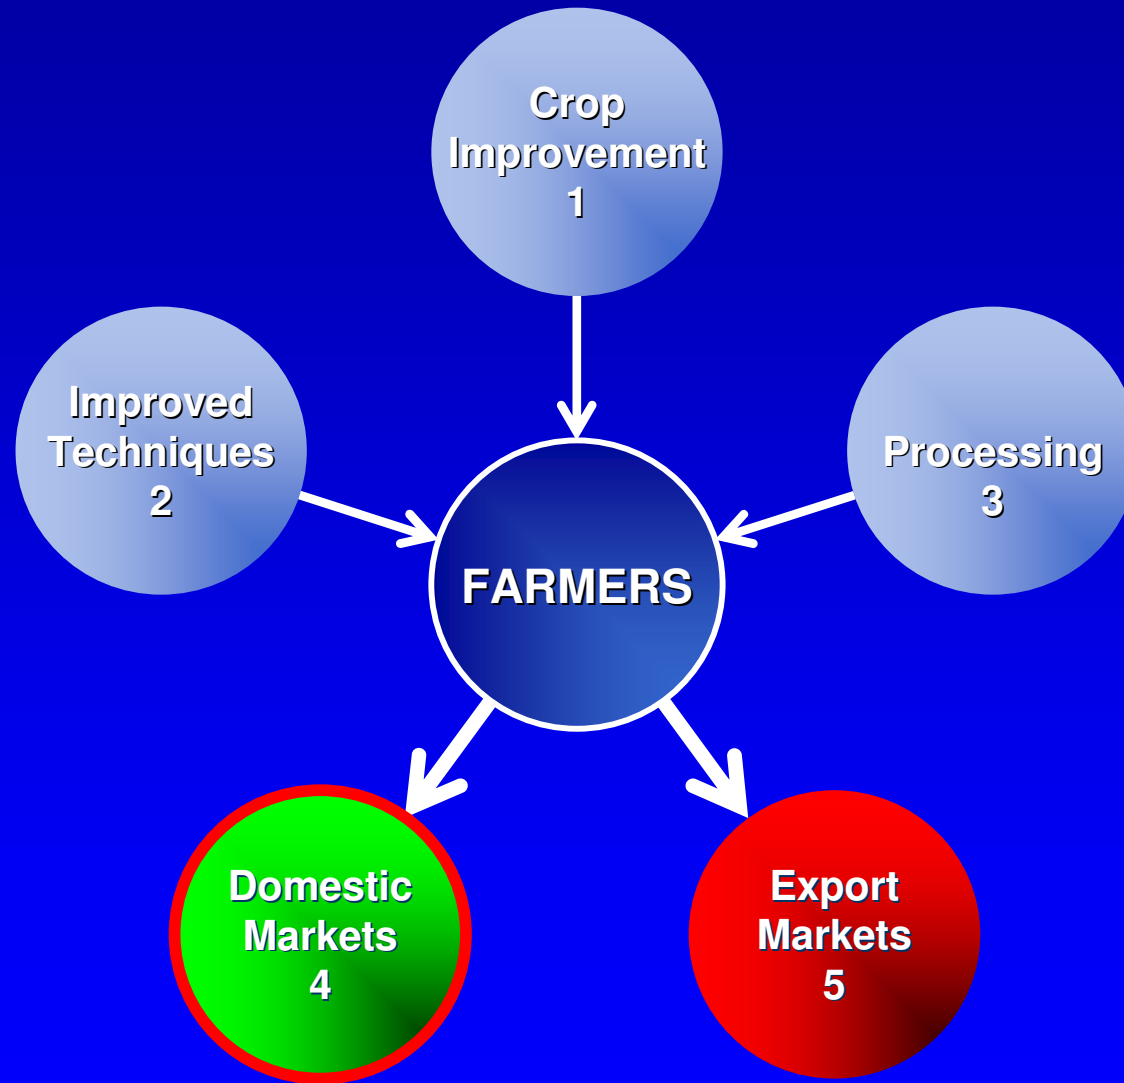 Crop
Improvement
1
Improved
Techniques
2
Processing
3
FARMERS
Domestic
Markets
4
Export
Markets
5